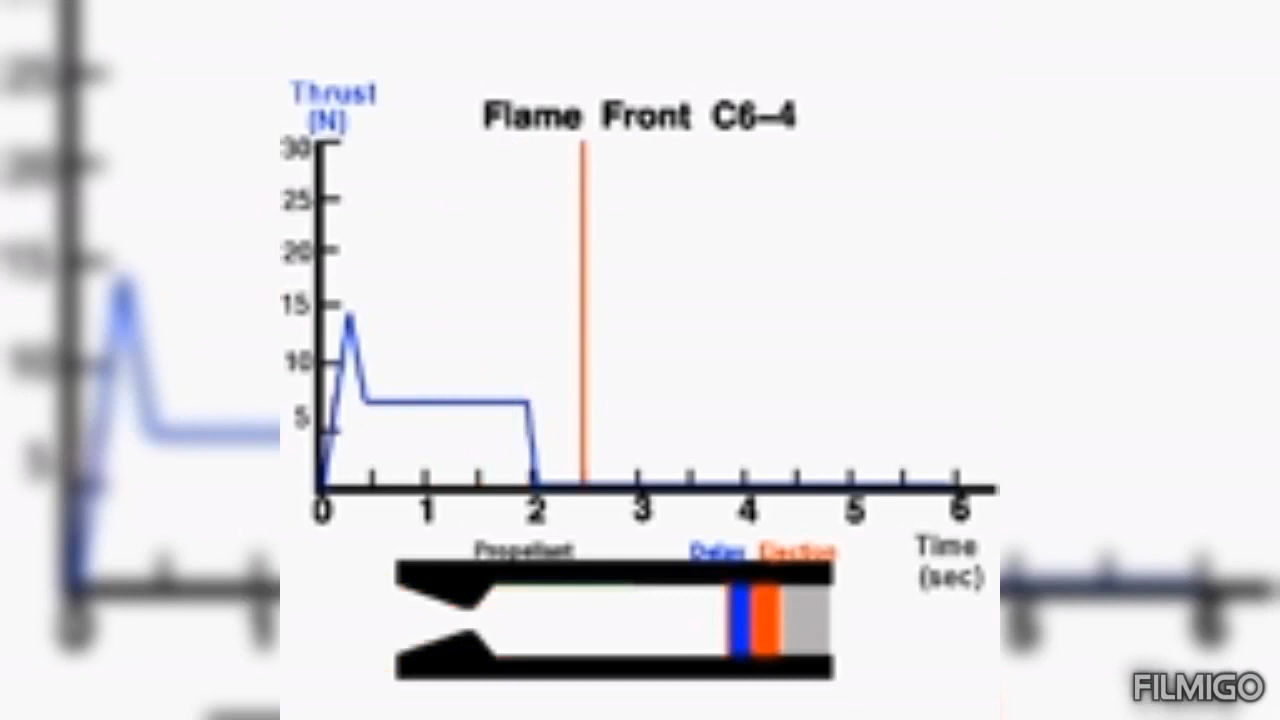 Thrust
(N)
Flame Front C6-4
30
25
20
15
10
5
0 1 2 3 4 5 6
Propellant Delay Ejection
Time
(sec)
FILMIGO